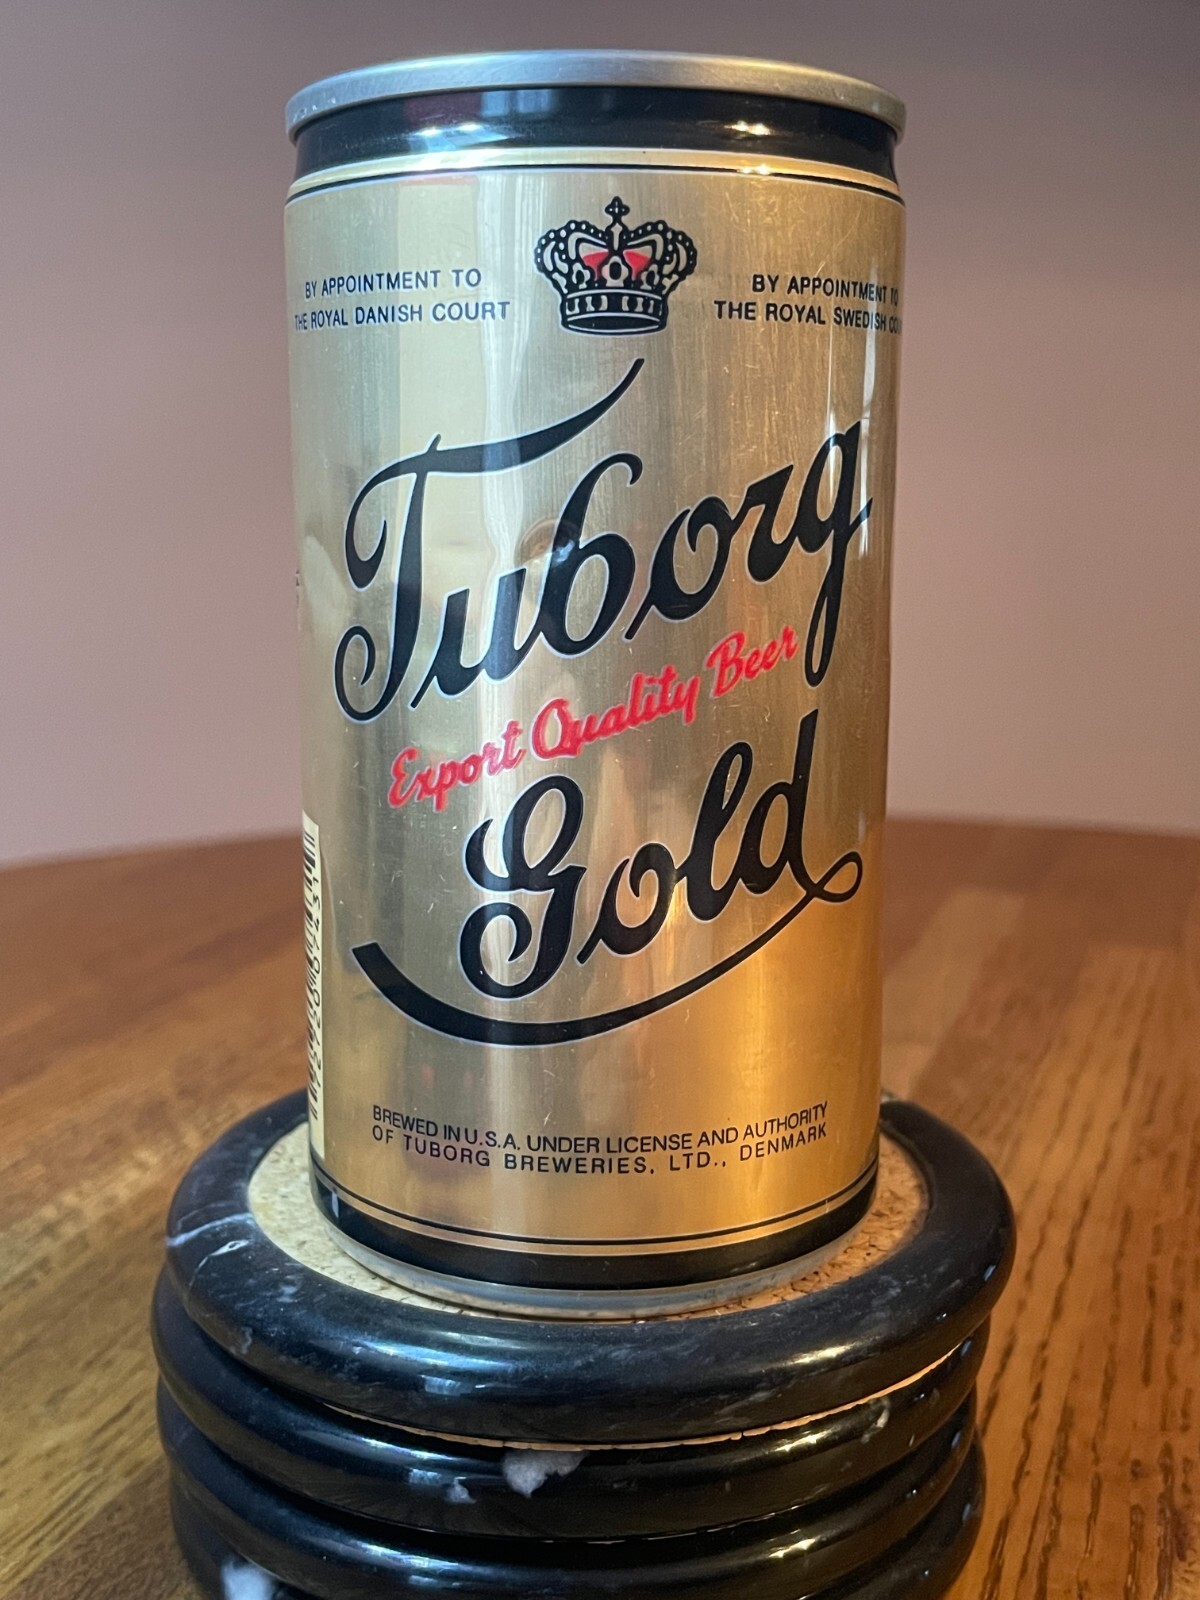 BY APPOINTMENT TO
THE ROYAL DANISH COURT
BY APPOINTMENT TO
THE ROYAL SWEDISH
Tuborg
Export Quality Beer
Gold
BREWED IN U.S.A. UNDER LICENSE AND AUTHORITY
OF TUBORG BREWERIES, LTD., DENMARK